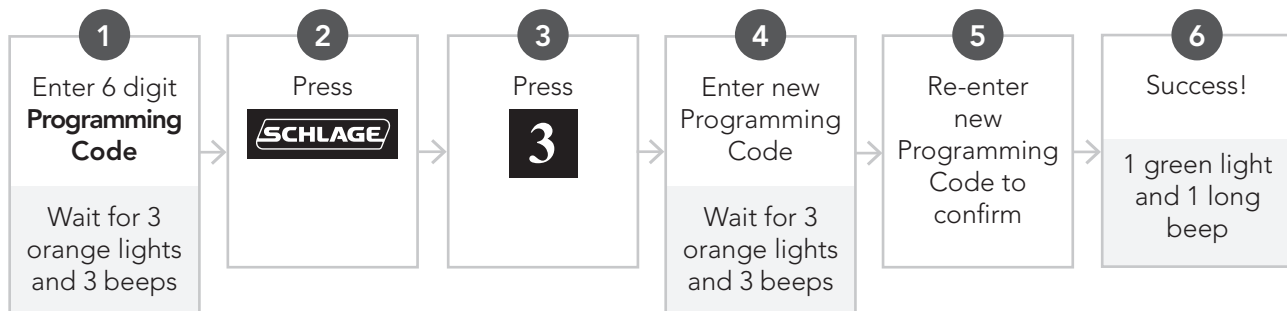 1
Enter 6 digit
Programming
Code
Wait for 3
orange lights
and 3 beeps
2
Press
SCHLAGE
3
Press
3
4
Enter new
Programming
Code
Wait for 3
orange lights
and 3 beeps
5
Re-enter
new
Programming
Code to
confirm
6
Success!
1 green light
and 1 long
beep